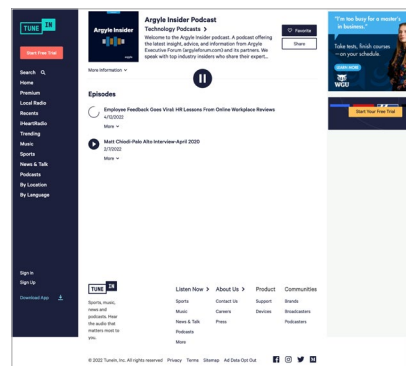 TUNE IN
Start Free Trial
Search
Home
Premium
Local Radio
Recents
iHeartRadio
Trending
Music
Sports
News & Talk
Podcasts
By Location
By Language
Sign In
Sign Up
Download App
Argyle Insider
Argyle Insider Podcast
Technology Podcasts >
Welcome to the Argyle Insider podcast. A podcast offering
the latest insight, advice, and information from Argyle
Executive Forum (argyleforum.com) and its partners. We
speak with top industry insiders who share their expert...
Favorite
Share
More Information
Episodes
Employee Feedback Goes Viral: HR Lessons From Online Workplace Reviews
4/12/2022
More
Matt Chiodi-Palo Alto Interview-April 2020
2/7/2022
More
"I'm too busy for a master's
in business."
Take tests, finish courses
– on your schedule.
LEARN NOW
WGU
Start Your Free Trial
TUNE IN
Sports, music,
news and
podcasts. Hear
the audio that
matters most to
you.
Listen Now >
Sports
Music
News & Talk
Podcasts
More
About Us >
Contact Us
Careers
Press
Product
Support
Devices
Communities
Brands
Broadcasters
Podcasters
© 2022 TuneIn, Inc. All rights reserved Privacy Terms Sitemap Ad Data Opt Out